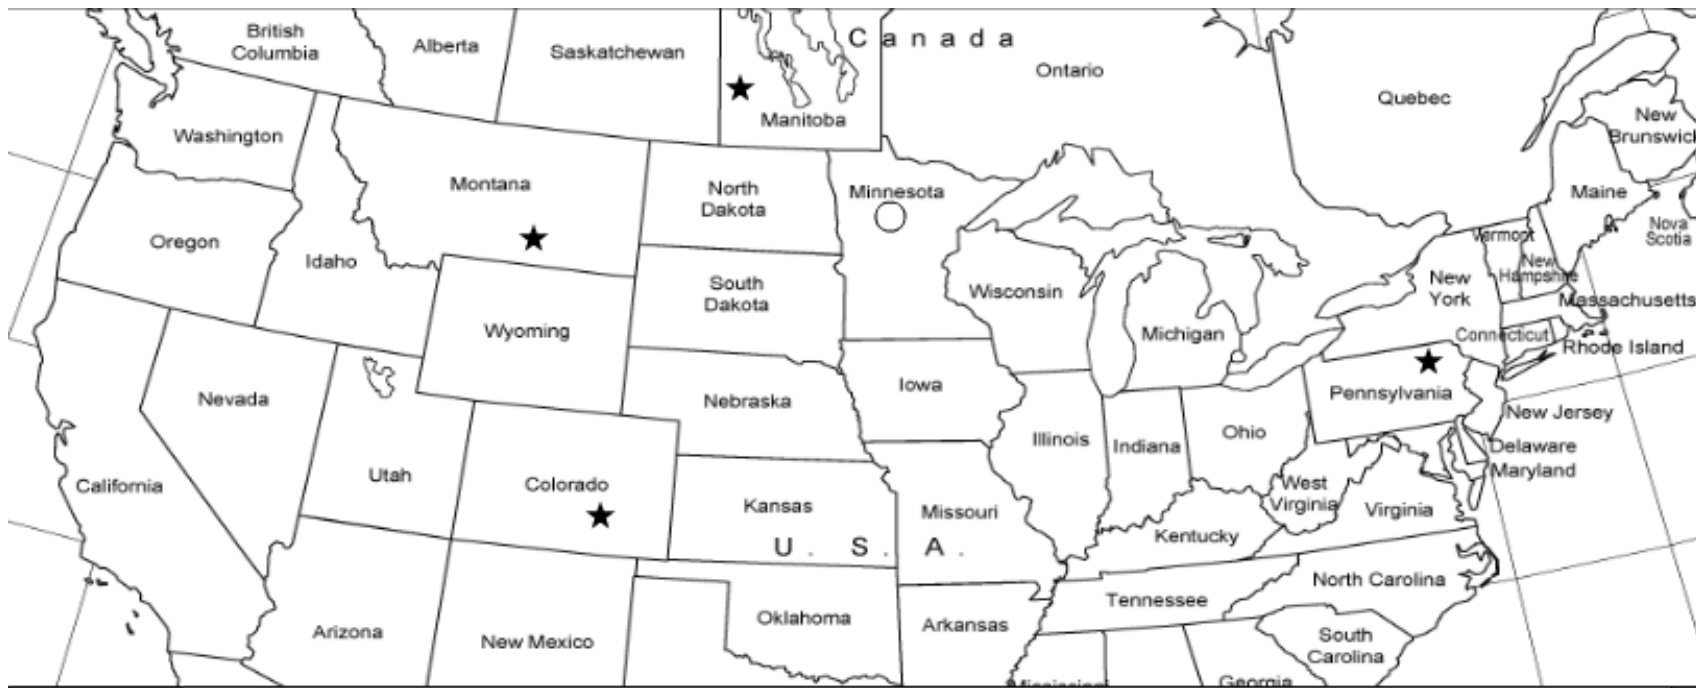 British
Columbia
Alberta
Saskatchewan
Canada
Manitoba
Ontario
Quebec
New
Brunswick
Washington
Montana
North
Dakota
Minnesota
Maine
Nova
Scotia
Oregon
Idaho
Vermont
New
Hampshire
New
York
Massachusetts
South
Dakota
Wisconsin
Wyoming
Michigan
Connecticut
Rhode Island
Nevada
Nebraska
Iowa
Pennsylvania
New Jersey
Illinois
Indiana
Ohio
Delaware
Maryland
California
Utah
Colorado
Kansas
Missouri
West
Virginia
Virginia
Kentucky
U. S. A.
North Carolina
Tennessee
Oklahoma
Arkansas
Arizona
New Mexico
South
Carolina
Mississippi
Georgia